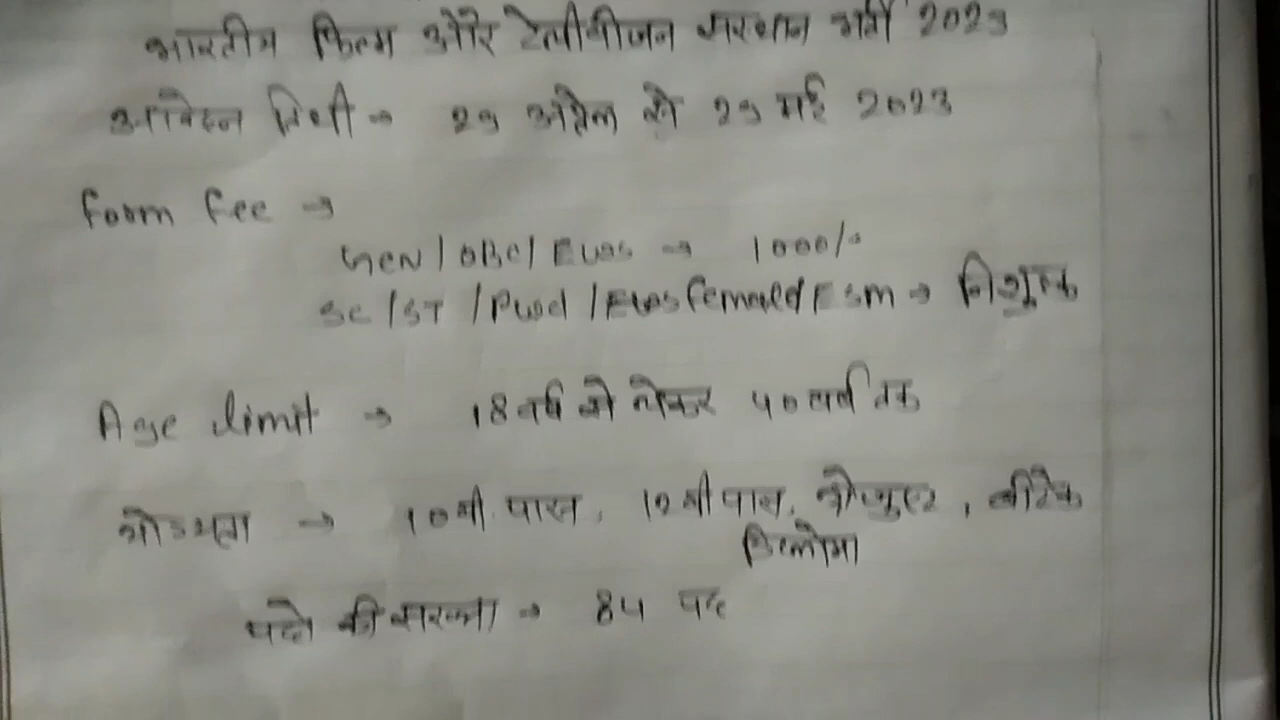 भारतीय फिल्म और टेलीवीजन संस्थान भर्ती 2023
आवेदन तिथी → 29 अप्रैल से 29 मई 2023
form fee →
Gen / OBC / EWS → 1000/-
SC / ST / Pwd / EWS female / ESM → निशुल्क
Age limit → 18 वर्ष से लेकर 40 वर्ष तक
योग्यता → 10वी पास, 12वी पास, ग्रेजुएट, बीटेक
डिप्लोमा
पदो की संख्या → 84 पद